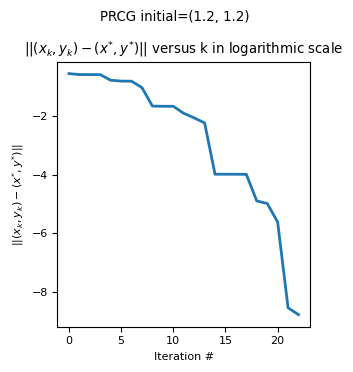 PRCG initial=(1.2, 1.2)
||(x_k, y_k) − (x^*, y^*)|| versus k in logarithmic scale
||(x_k, y_k) − (x^*, y^*)||
−2
−4
−6
−8
0 5 10 15 20
Iteration #